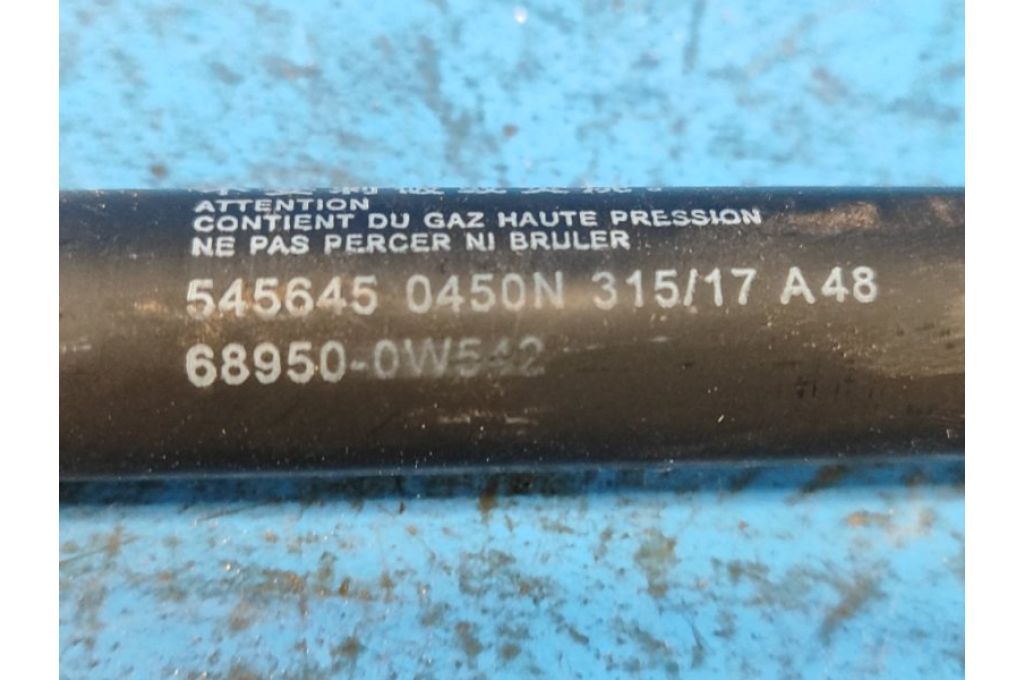 ATTENTION
CONTIENT DU GAZ HAUTE PRESSION
NE PAS PERCER NI BRULER
545645 0450N 315/17 A48
68950-0W542